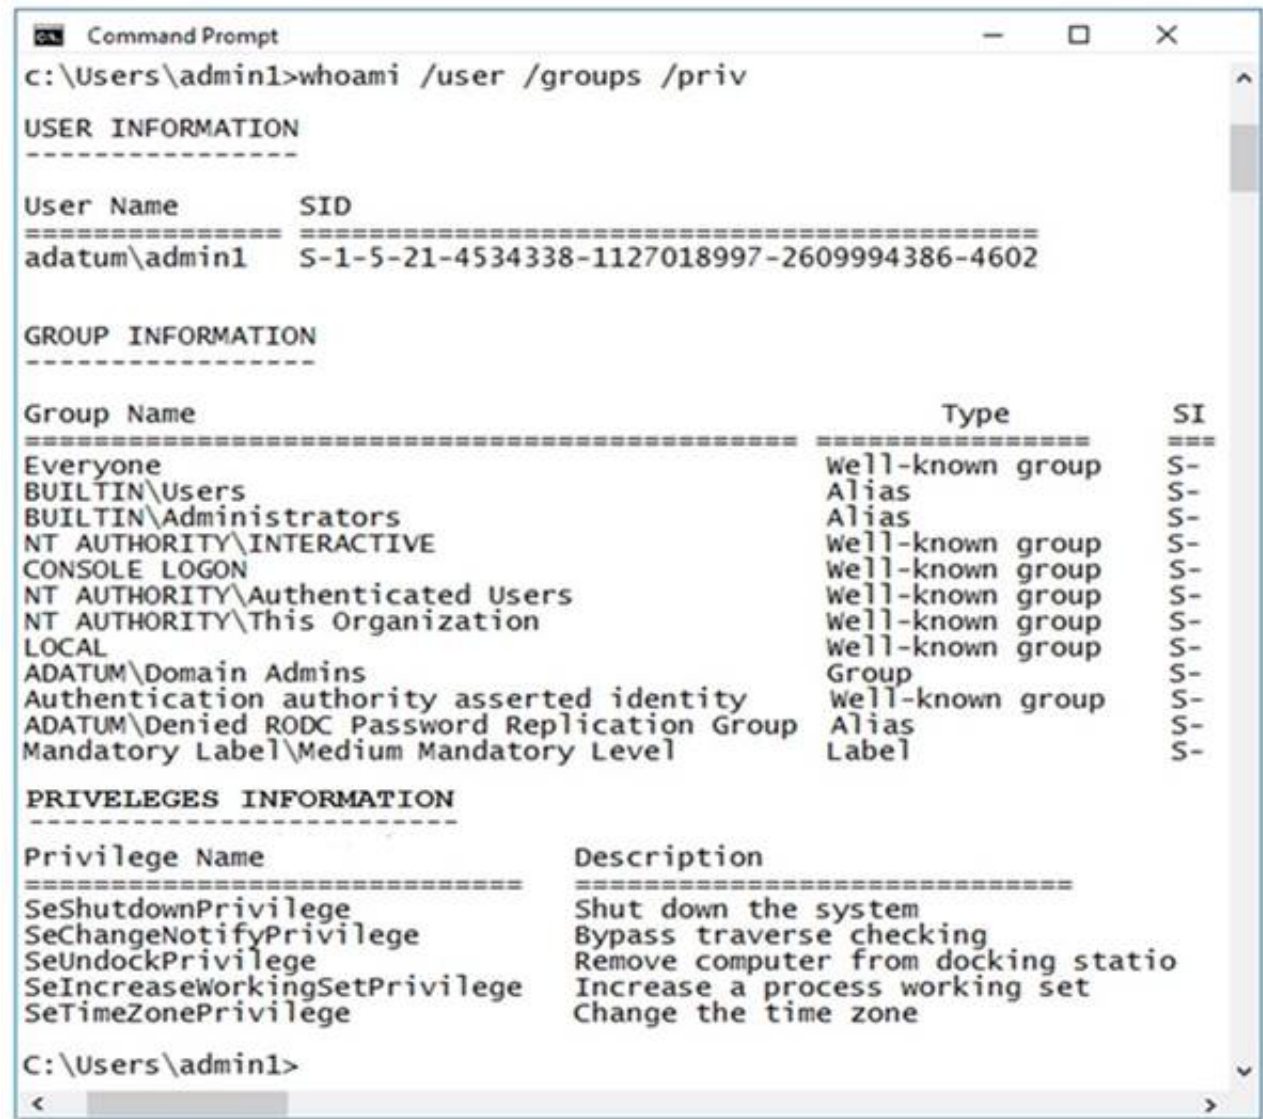 Command Prompt
c:\Users\admin1>whoami /user /groups /priv
USER INFORMATION
----------------
User Name SID
=============== ===========================================
adatum\admin1 S-1-5-21-4534338-1127018997-2609994386-4602
GROUP INFORMATION
-----------------
Group Name Type SI
============================================= ================ ===
Everyone Well-known group S-
BUILTIN\Users Alias S-
BUILTIN\Administrators Alias S-
NT AUTHORITY\INTERACTIVE Well-known group S-
CONSOLE LOGON Well-known group S-
NT AUTHORITY\Authenticated Users Well-known group S-
NT AUTHORITY\This Organization Well-known group S-
LOCAL Well-known group S-
ADATUM\Domain Admins Group S-
Authentication authority asserted identity Well-known group S-
ADATUM\Denied RODC Password Replication Group Alias S-
Mandatory Label\Medium Mandatory Level Label S-
PRIVELEGES INFORMATION
-------------------------
Privilege Name Description
============================= =============================
SeShutdownPrivilege Shut down the system
SeChangeNotifyPrivilege Bypass traverse checking
SeUndockPrivilege Remove computer from docking statio
SeIncreaseWorkingSetPrivilege Increase a process working set
SeTimeZonePrivilege Change the time zone
C:\Users\admin1>